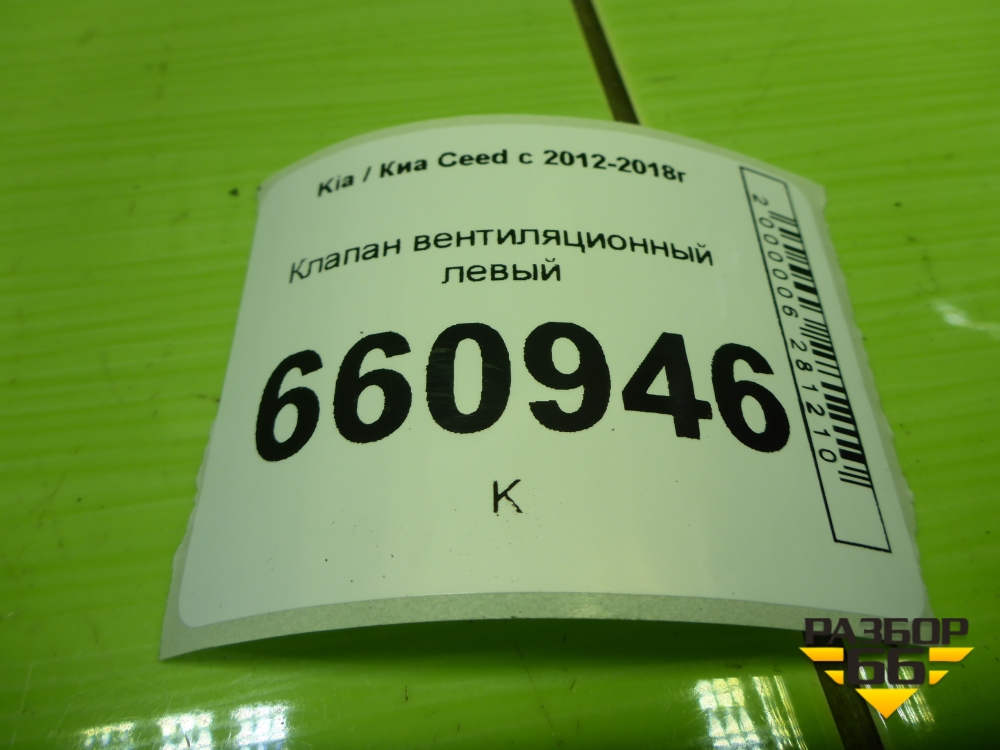 Kia / Киа Ceed с 2012-2018г
Клапан вентиляционный
левый
660946
К
2000006281210
РАЗБОР
66